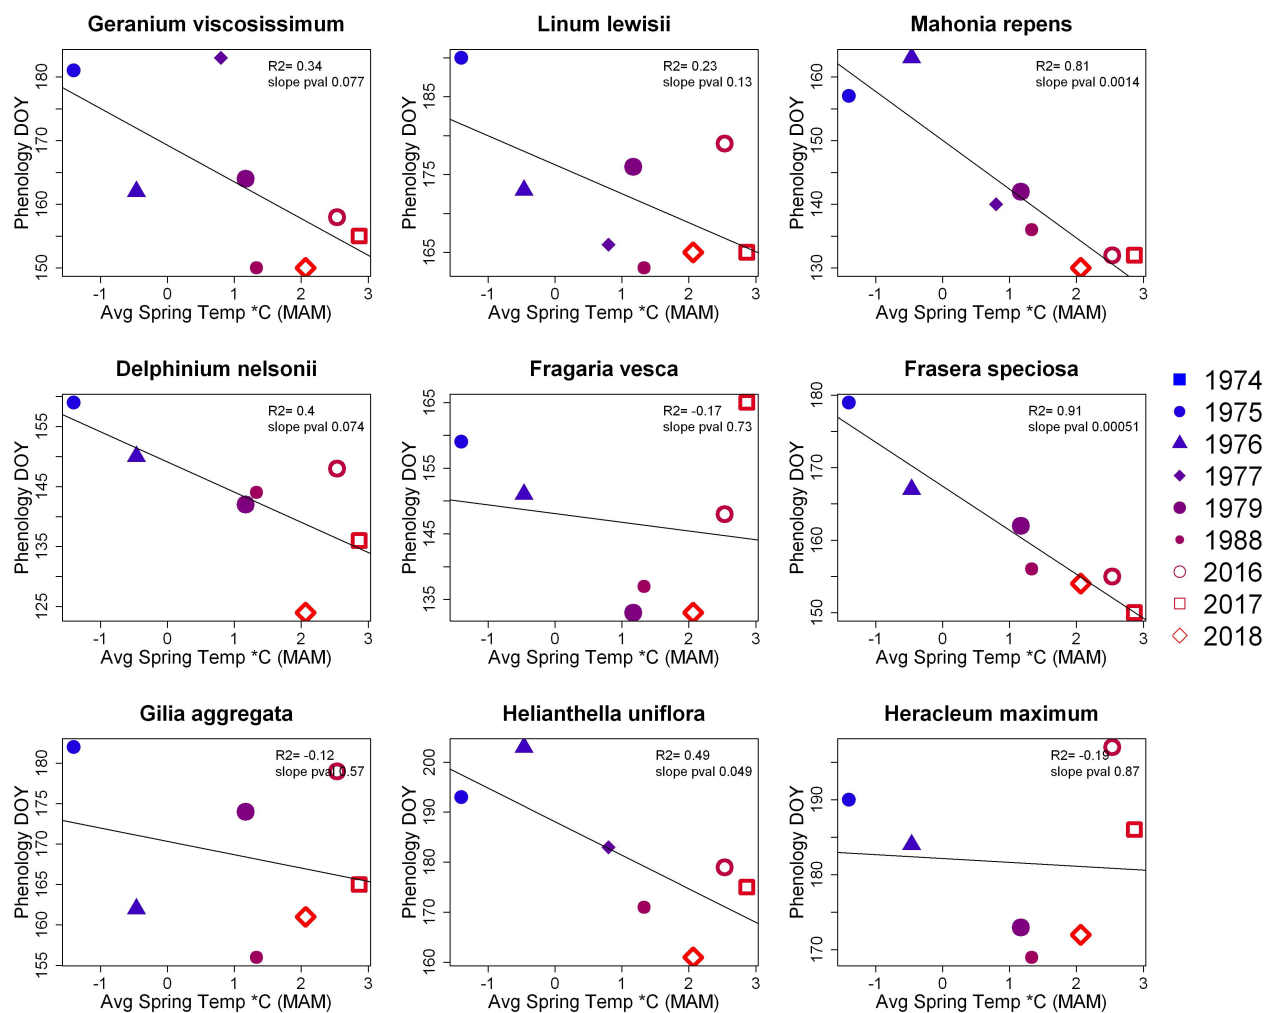 Geranium viscosissimum
R2= 0.34
slope pval 0.077
Phenology DOY
150 160 170 180
-1 0 1 2 3
Avg Spring Temp *C (MAM)
Linum lewisii
R2= 0.23
slope pval 0.13
Phenology DOY
165 175 185
-1 0 1 2 3
Avg Spring Temp *C (MAM)
Mahonia repens
R2= 0.81
slope pval 0.0014
Phenology DOY
130 140 150 160
-1 0 1 2 3
Avg Spring Temp *C (MAM)
Delphinium nelsonii
R2= 0.4
slope pval 0.074
Phenology DOY
125 135 145 155
-1 0 1 2 3
Avg Spring Temp *C (MAM)
Fragaria vesca
R2= -0.17
slope pval 0.73
Phenology DOY
135 145 155 165
-1 0 1 2 3
Avg Spring Temp *C (MAM)
Frasera speciosa
R2= 0.91
slope pval 0.00051
Phenology DOY
150 160 170 180
-1 0 1 2 3
Avg Spring Temp *C (MAM)
1974
1975
1976
1977
1979
1988
2016
2017
2018
Gilia aggregata
R2= -0.12
slope pval 0.57
Phenology DOY
155 160 165 170 175 180
-1 0 1 2 3
Avg Spring Temp *C (MAM)
Helianthella uniflora
R2= 0.49
slope pval 0.049
Phenology DOY
160 170 180 190 200
-1 0 1 2 3
Avg Spring Temp *C (MAM)
Heracleum maximum
R2= -0.19
slope pval 0.87
Phenology DOY
170 180 190
-1 0 1 2 3
Avg Spring Temp *C (MAM)